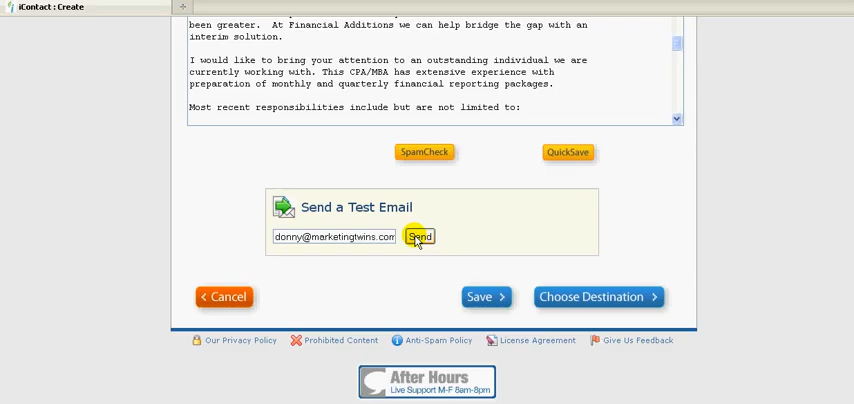 iContact : Create
been greater. At Financial Additions we can help bridge the gap with an
interim solution.
I would like to bring your attention to an outstanding individual we are
currently working with. This CPA/MBA has extensive experience with
preparation of monthly and quarterly financial reporting packages.
Most recent responsibilities include but are not limited to:
SpamCheck
QuickSave
Send a Test Email
donny@marketingtwins.com
Send
Cancel
Save
Choose Destination
Our Privacy Policy
Prohibited Content
Anti-Spam Policy
License Agreement
Give Us Feedback
After Hours
Live Support M-F 8am-8pm